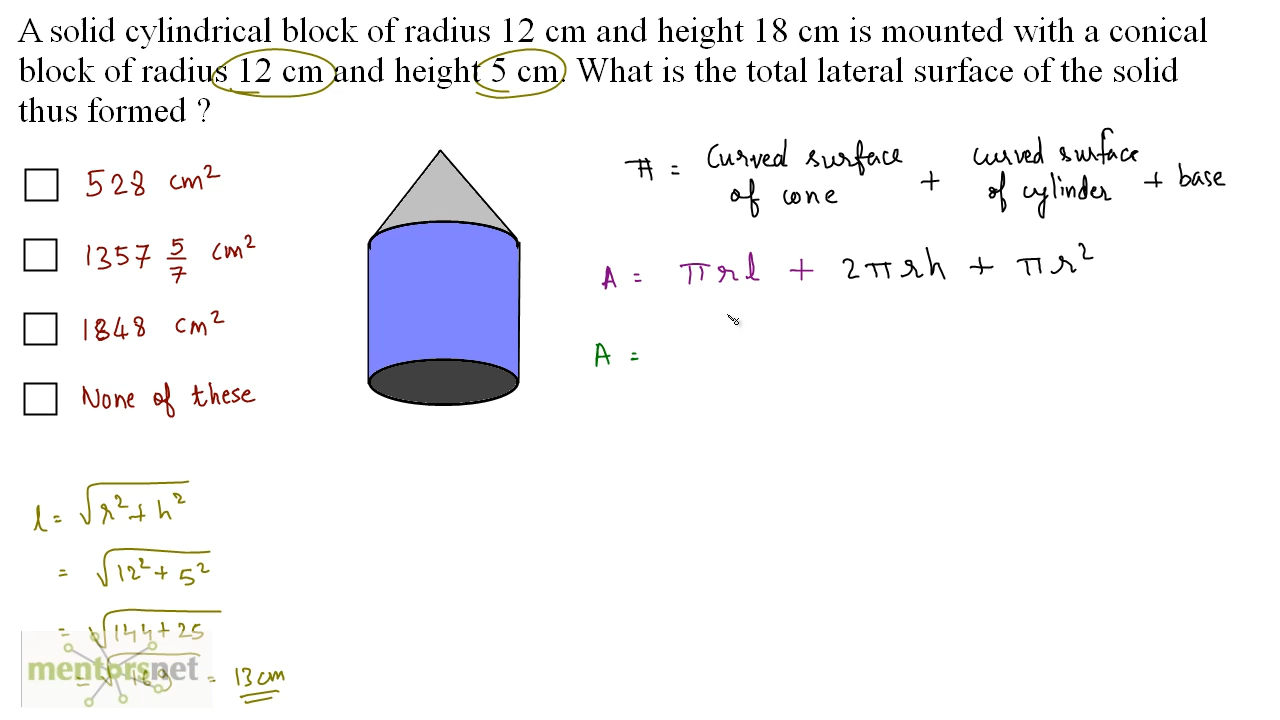 A solid cylindrical block of radius 12 cm and height 18 cm is mounted with a conical
block of radius 12 cm and height 5 cm. What is the total lateral surface of the solid
thus formed ?
528 cm²
1357 5/7 cm²
1848 cm²
None of these
A = Curved surface of cone + curved surface of cylinder + base
A = πrl + 2πrh + πr²
A =
l = √r² + h²
= √12² + 5²
= √144 + 25
= √169 = 13 cm
mentorsnet